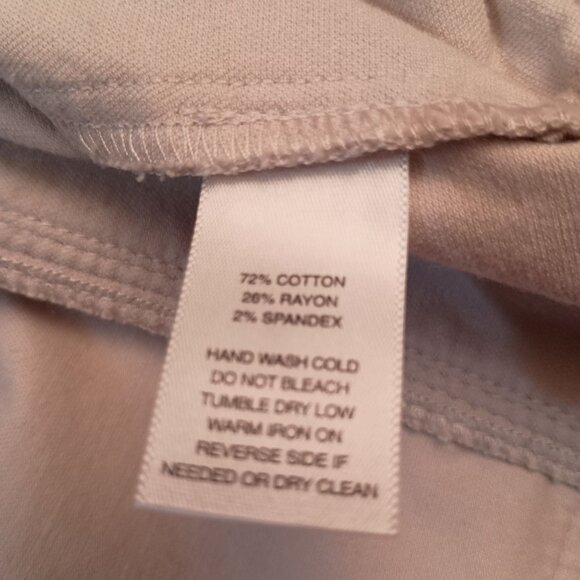 72% COTTON
26% RAYON
2% SPANDEX
HAND WASH COLD
DO NOT BLEACH
TUMBLE DRY LOW
WARM IRON ON
REVERSE SIDE IF
NEEDED OR DRY CLEAN